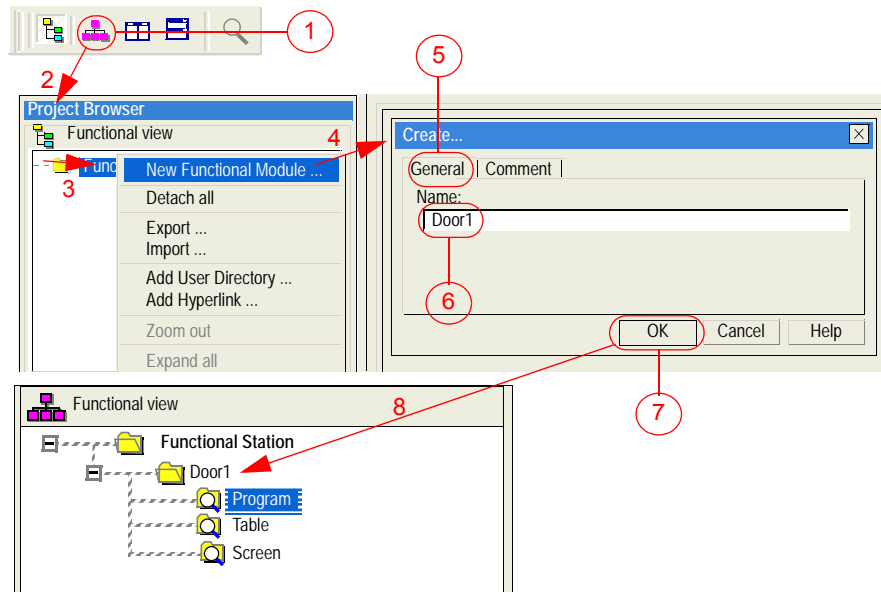 1
5
2
Project Browser
Functional view
4
Create...
Func
3
New Functional Module ...
General
Comment
Detach all
Name:
Door1
Export ...
Import ...
Add User Directory ...
Add Hyperlink ...
6
Zoom out
OK
Cancel
Help
Expand all
7
Functional view
8
Functional Station
Door1
Program
Table
Screen